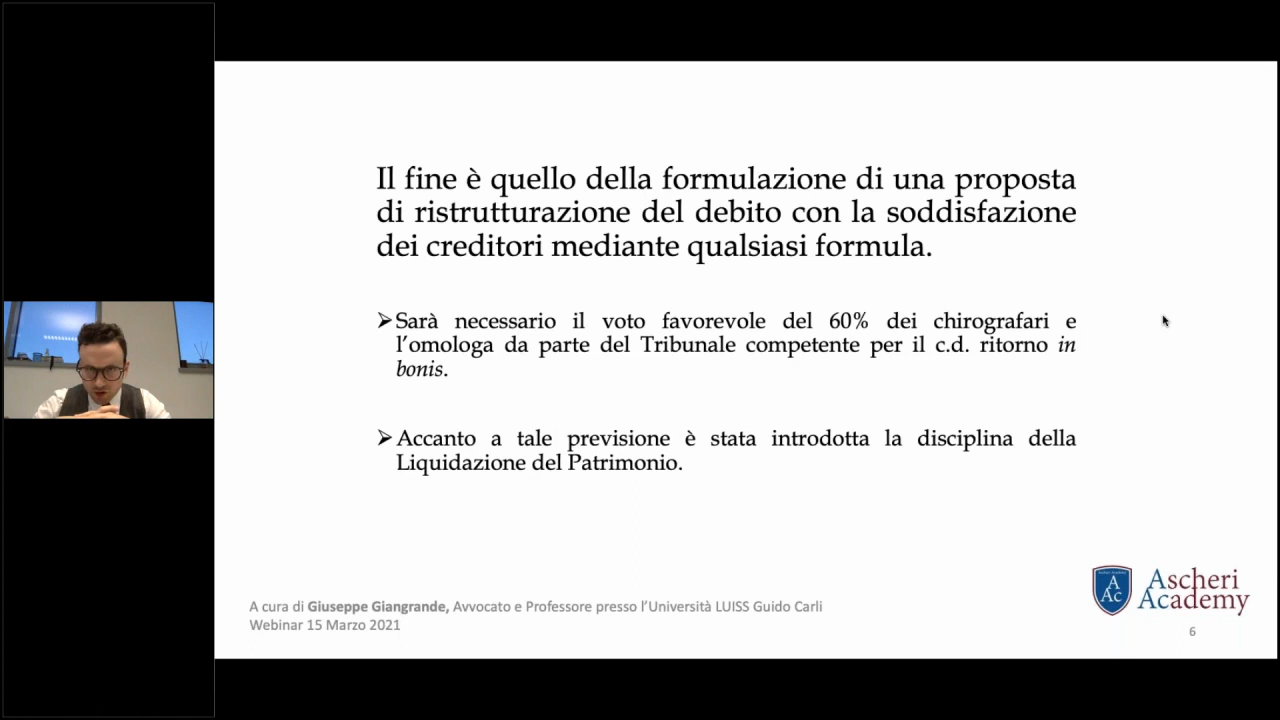 Il fine è quello della formulazione di una proposta
di ristrutturazione del debito con la soddisfazione
dei creditori mediante qualsiasi formula.
➢Sarà necessario il voto favorevole del 60% dei chirografari e
l’omologa da parte del Tribunale competente per il c.d. ritorno in
bonis.
➢Accanto a tale previsione è stata introdotta la disciplina della
Liquidazione del Patrimonio.
A cura di Giuseppe Giangrande, Avvocato e Professore presso l’Università LUISS Guido Carli
Webinar 15 Marzo 2021
A
Ac
Ascheri
Academy
6